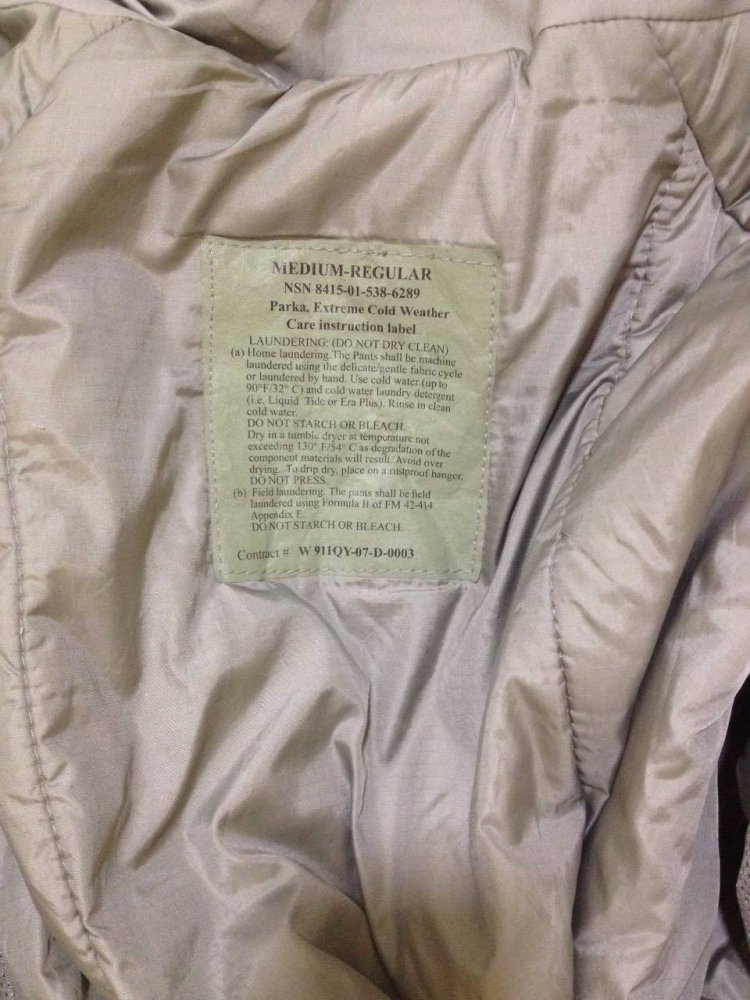 MEDIUM-REGULAR
NSN 8415-01-538-6289
Parka, Extreme Cold Weather
Care instruction label
LAUNDERING: (DO NOT DRY CLEAN)
(a) Home laundering. The Pants shall be machine
laundered using the delicate/gentle fabric cycle
or laundered by hand. Use cold water (up to
90°F/32° C) and cold water laundry detergent
(i.e. Liquid Tide or Era Plus). Rinse in clean
cold water.
DO NOT STARCH OR BLEACH.
Dry in a tumble dryer at temperature not
exceeding 130° F/54° C as degradation of the
component materials will result. Avoid over
drying. To drip dry, place on a rustproof hanger.
DO NOT PRESS.
(b) Field laundering. The pants shall be field
laundered using Formula II of FM 42-414
Appendix E.
DO NOT STARCH OR BLEACH.
Contract # W 911QY-07-D-0003